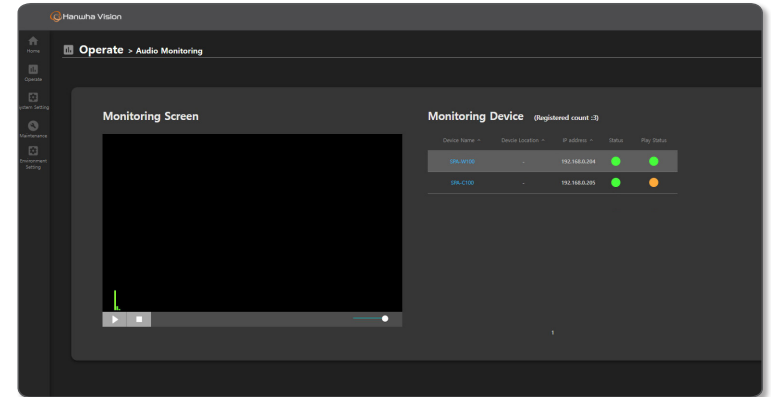 Hanwha Vision
Home
Operate
System Setting
Maintenance
Environment
Setting
Operate > Audio Monitoring
Monitoring Screen
Monitoring Device (Registered count :3)
Device Name Device Location IP address Status Play Status
SPA-W100 - 192.168.0.204
SPA-C100 - 192.168.0.205
1